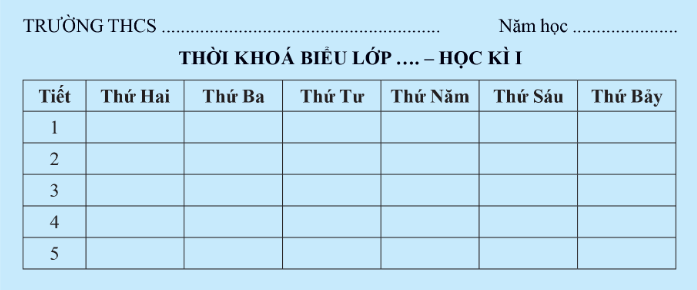 TRƯỜNG THCS ........................................................ Năm học ......................
THỜI KHOÁ BIỂU LỚP .... – HỌC KÌ I
Tiết Thứ Hai Thứ Ba Thứ Tư Thứ Năm Thứ Sáu Thứ Bảy
1
2
3
4
5